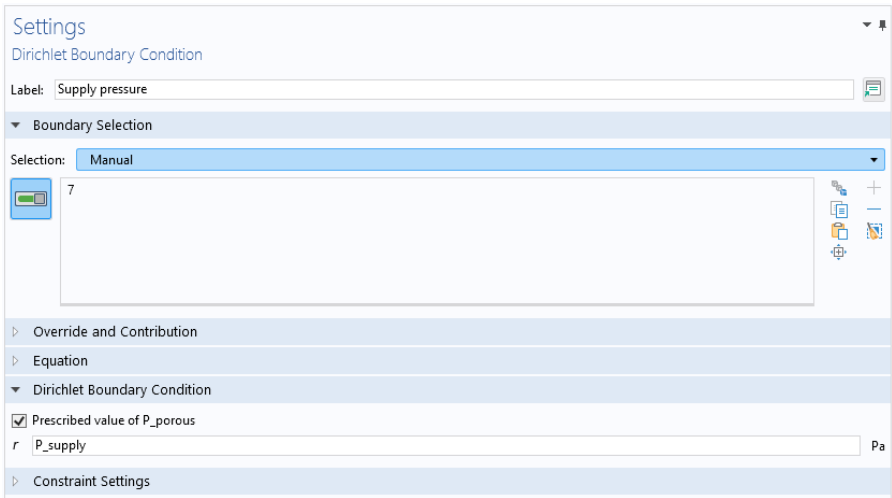 Settings
Dirichlet Boundary Condition
Label: Supply pressure
Boundary Selection
Selection: Manual
7
Override and Contribution
Equation
Dirichlet Boundary Condition
Prescribed value of P_porous
r P_supply Pa
Constraint Settings